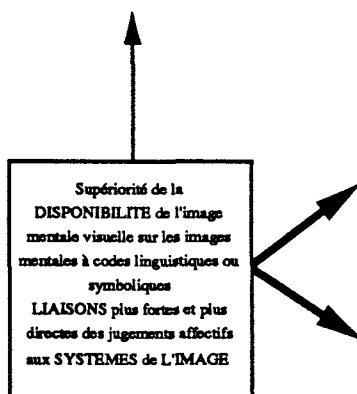 Supériorité de la
DISPONIBILITE de l'image
mentale visuelle sur les images
mentales à codes linguistiques ou
symboliques
LIAISONS plus fortes et plus
directes des jugements affectifs
aux SYSTEMES de L'IMAGE